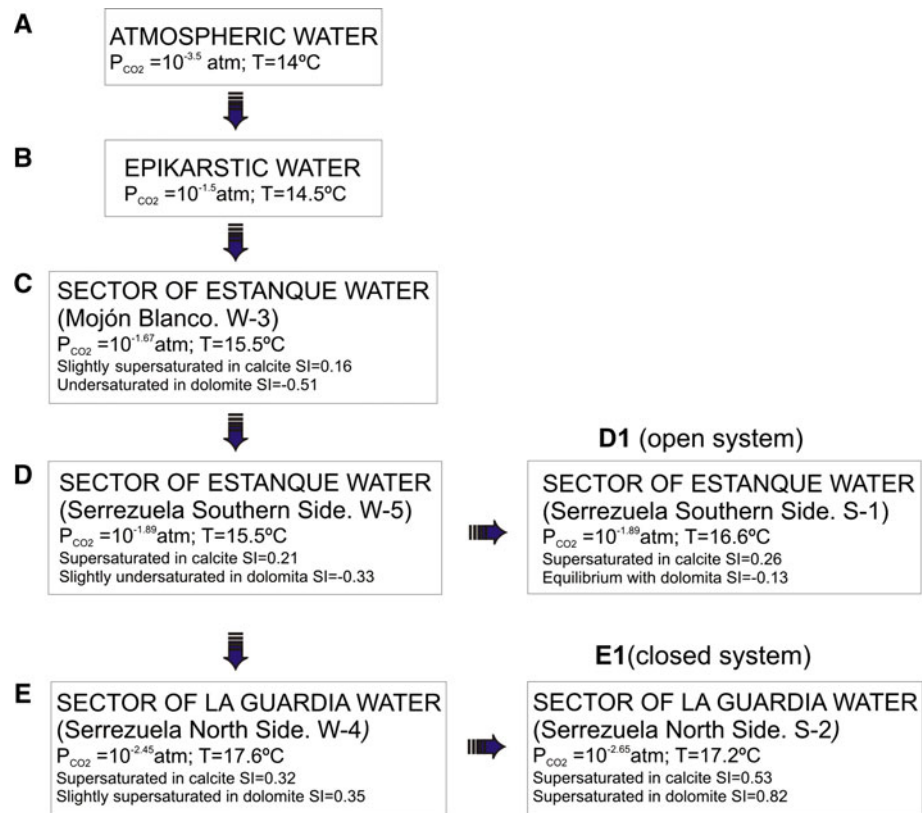 A
ATMOSPHERIC WATER
P_CO2 =10^-3.5 atm; T=14ºC
B
EPIKARSTIC WATER
P_CO2 =10^-1.5atm; T=14.5ºC
C
SECTOR OF ESTANQUE WATER
(Mojón Blanco. W-3)
P_CO2 =10^-1.67atm; T=15.5ºC
Slightly supersaturated in calcite SI=0.16
Undersaturated in dolomite SI=-0.51
D
SECTOR OF ESTANQUE WATER
(Serrezuela Southern Side. W-5)
P_CO2 =10^-1.89atm; T=15.5ºC
Supersaturated in calcite SI=0.21
Slightly undersaturated in dolomita SI=-0.33
D1 (open system)
SECTOR OF ESTANQUE WATER
(Serrezuela Southern Side. S-1)
P_CO2 =10^-1.89atm; T=16.6ºC
Supersaturated in calcite SI=0.26
Equilibrium with dolomita SI=-0.13
E
SECTOR OF LA GUARDIA WATER
(Serrezuela North Side. W-4)
P_CO2 =10^-2.45atm; T=17.6ºC
Supersaturated in calcite SI=0.32
Slightly supersaturated in dolomite SI=0.35
E1(closed system)
SECTOR OF LA GUARDIA WATER
(Serrezuela North Side. S-2)
P_CO2 =10^-2.65atm; T=17.2ºC
Supersaturated in calcite SI=0.53
Supersaturated in dolomite SI=0.82